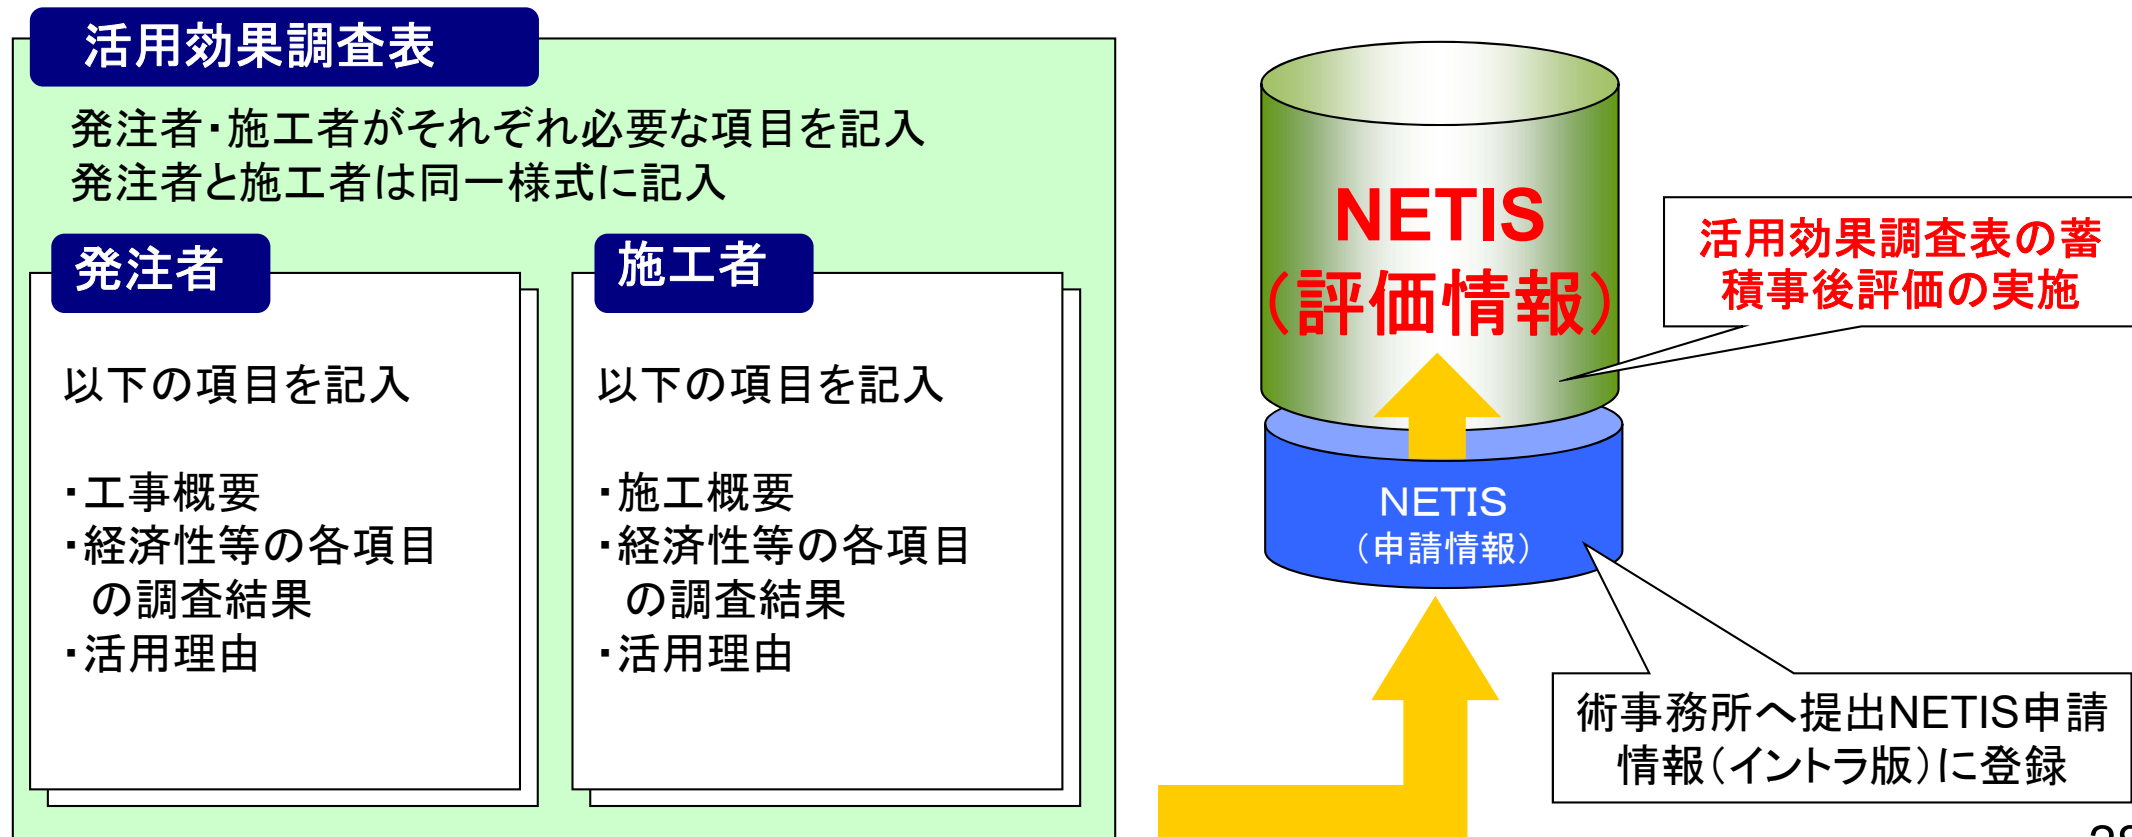 活用効果調査表
発注者・施工者がそれぞれ必要な項目を記入
発注者と施工者は同一様式に記入
発注者
以下の項目を記入
・工事概要
・経済性等の各項目
の調査結果
・活用理由
施工者
以下の項目を記入
・施工概要
・経済性等の各項目
の調査結果
・活用理由
NETIS
（評価情報）
活用効果調査表の蓄
積事後評価の実施
NETIS
（申請情報）
術事務所へ提出NETIS申請
情報（イントラ版）に登録